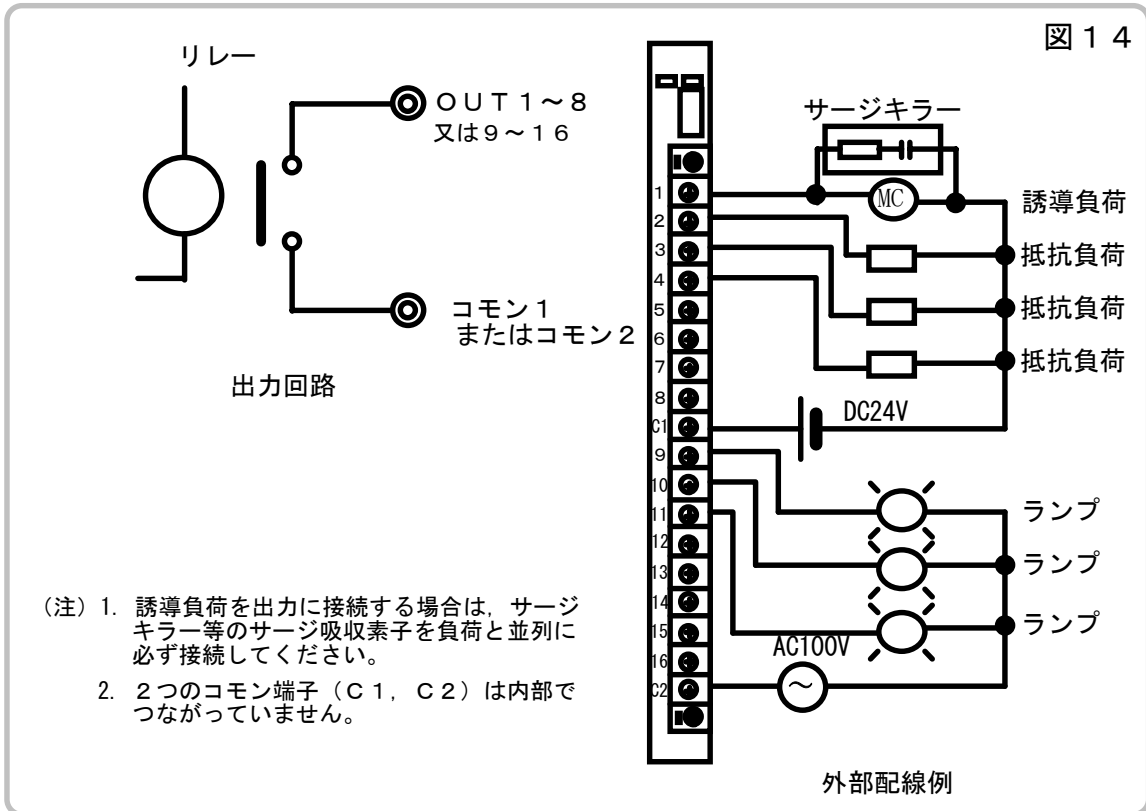 図14
リレー
OUT1～8
又は9～16
コモン1
またはコモン2
出力回路
サージキラー
MC
誘導負荷
抵抗負荷
抵抗負荷
抵抗負荷
DC24V
ランプ
ランプ
ランプ
AC100V
1
2
3
4
5
6
7
8
C1
9
10
11
12
13
14
15
16
C2
外部配線例
(注) 1. 誘導負荷を出力に接続する場合は，サージ
キラー等のサージ吸収素子を負荷と並列に
必ず接続してください。
2. 2つのコモン端子（C1，C2）は内部で
つながっていません。